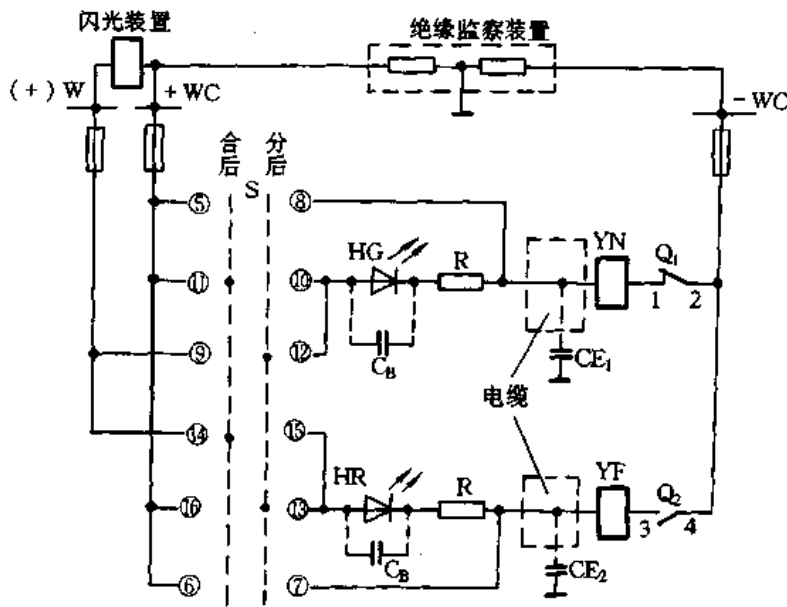 闪光装置
绝缘监察装置
(+) W
+ WC
- WC
合后
分后
S
⑤
⑧
HG
R
YN
Q₁
⑪
⑩
1
2
⑨
⑫
C_B
CE₁
电缆
⑭
⑮
HR
R
YF
Q₂
⑯
⑬
3
4
C_B
CE₂
⑥
⑦